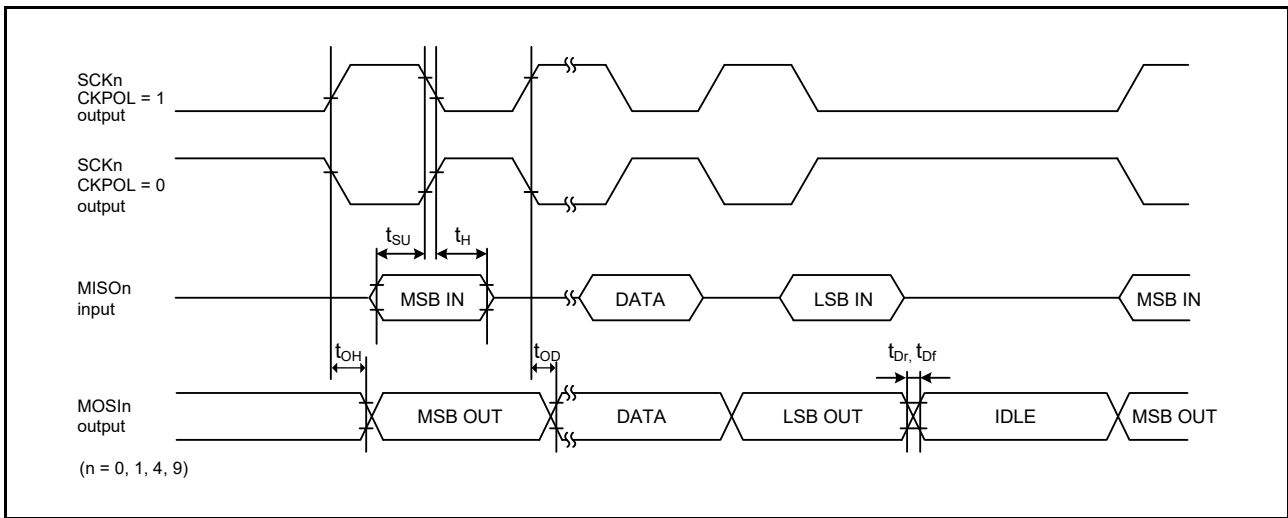 SCKn
CKPOL = 1
output
SCKn
CKPOL = 0
output
tSU
tH
MISOn
input
MSB IN
DATA
LSB IN
MSB IN
tOH
tOD
tDr, tDf
MOSIn
output
MSB OUT
DATA
LSB OUT
IDLE
MSB OUT
(n = 0, 1, 4, 9)